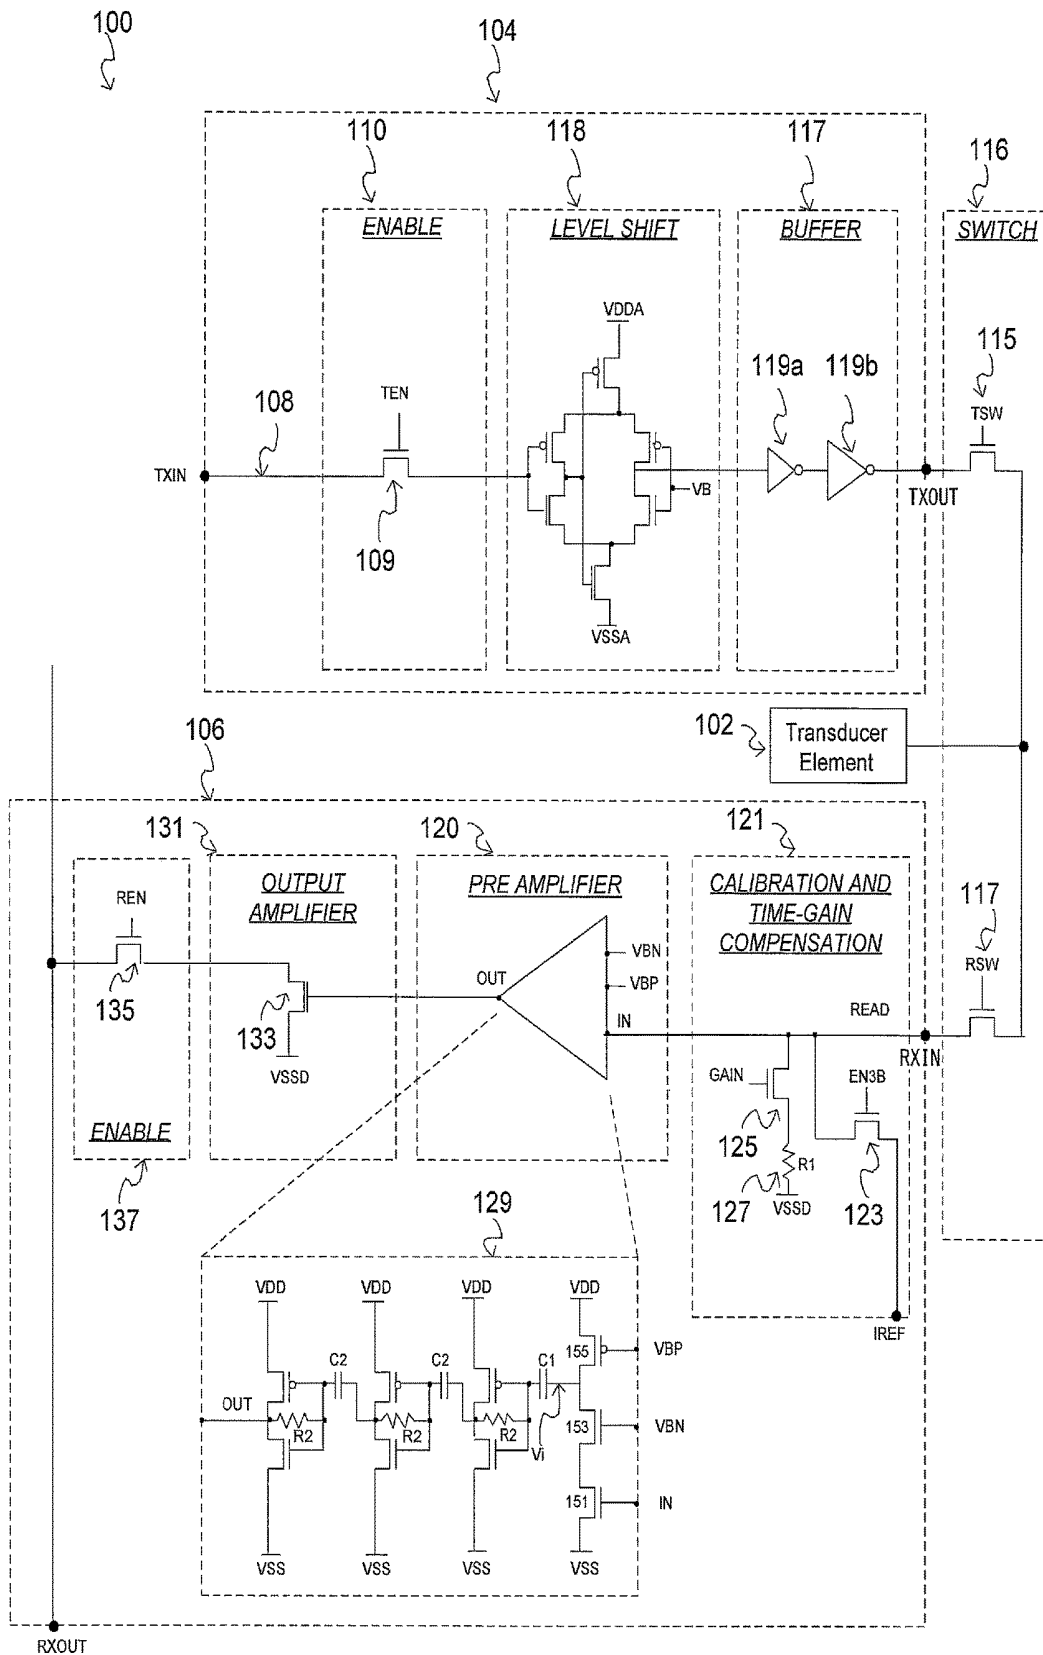 100
104
110
118
117
116
ENABLE
LEVEL SHIFT
BUFFER
SWITCH
VDDA
115
119a
119b
TEN
TSW
108
TXIN
VB
TXOUT
109
VSSA
102
Transducer
Element
106
131
120
121
OUTPUT
AMPLIFIER
PRE AMPLIFIER
CALIBRATION AND
TIME-GAIN
COMPENSATION
117
REN
VBN
RSW
OUT
VBP
135
IN
READ
133
RXIN
VSSD
GAIN
EN3B
ENABLE
125
R1
127
VSSD
123
137
129
VDD
VDD
VDD
VDD
IREF
155
VBP
C2
C2
C1
OUT
R2
R2
R2
Vi
153
VBN
151
IN
VSS
VSS
VSS
VSS
RXOUT